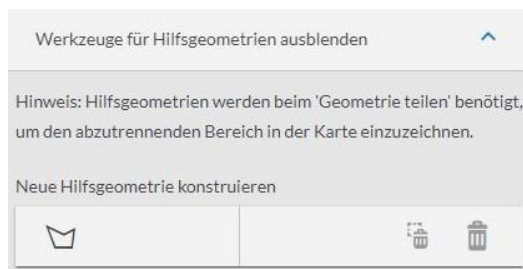 Werkzeuge für Hilfsgeometrien ausblenden
Hinweis: Hilfsgeometrien werden beim 'Geometrie teilen' benötigt,
um den abzutrennenden Bereich in der Karte einzuzeichnen.
Neue Hilfsgeometrie konstruieren